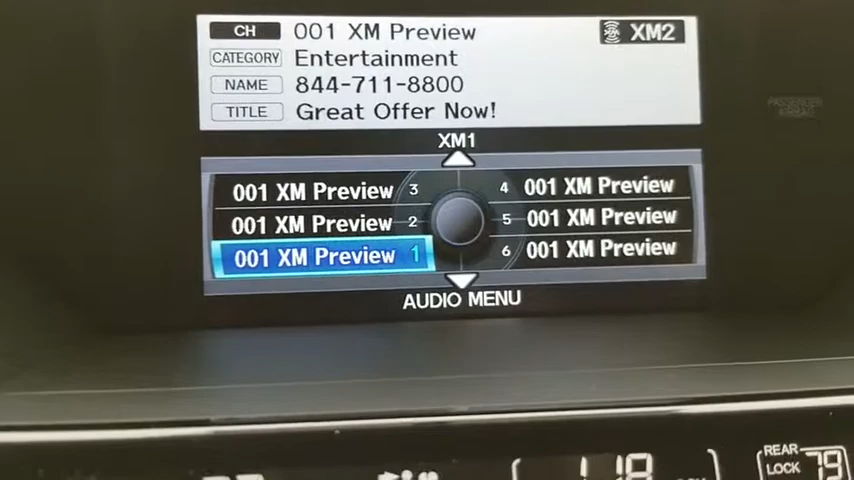 CH 001 XM Preview XM2
CATEGORY Entertainment
NAME 844-711-8800
TITLE Great Offer Now!
XM1
001 XM Preview 3 4 001 XM Preview
001 XM Preview 2 5 001 XM Preview
001 XM Preview 1 6 001 XM Preview
AUDIO MENU
REAR
LOCK 79